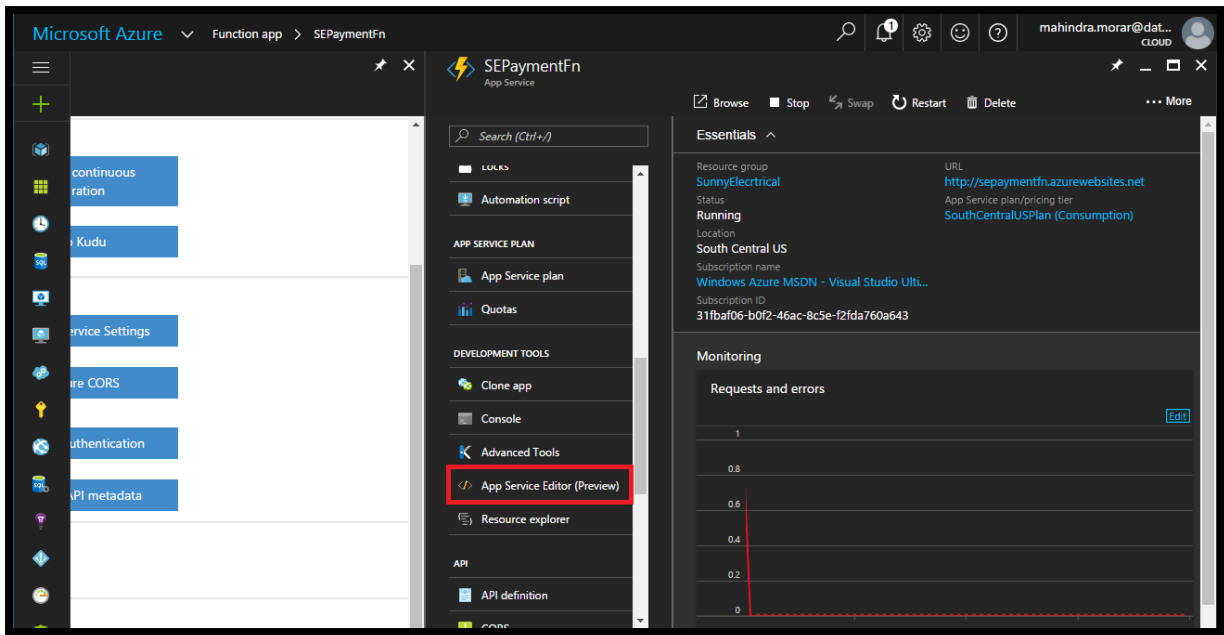 Microsoft Azure Function app > SEPaymentFn
1
mahindra.morar@dat...
CLOUD
SEPaymentFn
App Service
Browse Stop Swap Restart Delete ··· More
continuous
ration
Kudu
ervice Settings
re CORS
uthentication
PI metadata
Search (Ctrl+/)
LOCKS
Automation script
APP SERVICE PLAN
App Service plan
Quotas
DEVELOPMENT TOOLS
Clone app
Console
Advanced Tools
App Service Editor (Preview)
Resource explorer
API
API definition
CORS
Essentials
Resource group
SunnyElecrtrical
Status
Running
Location
South Central US
Subscription name
Windows Azure MSDN - Visual Studio Ulti...
Subscription ID
31fbaf06-b0f2-46ac-8c5e-f2fda760a643
URL
http://sepaymentfn.azurewebsites.net
App Service plan/pricing tier
SouthCentralUSPlan (Consumption)
Monitoring
Requests and errors
Edit
1
0.8
0.6
0.4
0.2
0